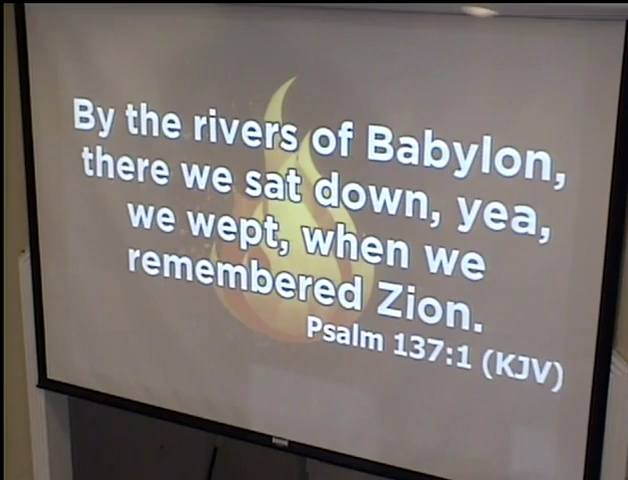 By the rivers of Babylon,
there we sat down, yea,
we wept, when we
remembered Zion.
Psalm 137:1 (KJV)